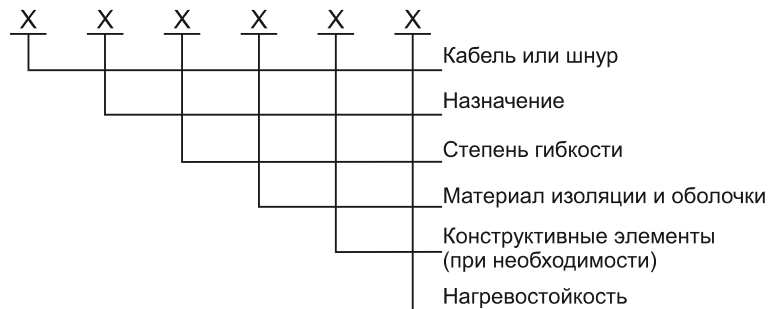 X X X X X X
Кабель или шнур
Назначение
Степень гибкости
Материал изоляции и оболочки
Конструктивные элементы
(при необходимости)
Нагревостойкость